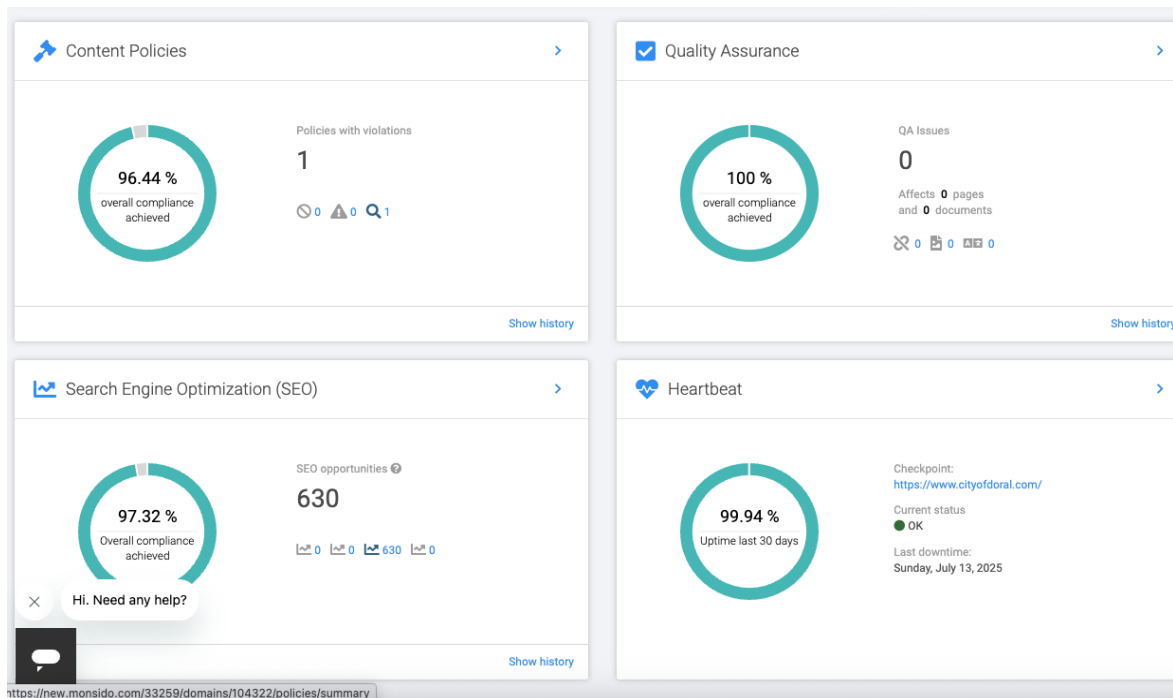 Content Policies
96.44 %
overall compliance
achieved
Policies with violations
1
0 0 1
Show history
Quality Assurance
100 %
overall compliance
achieved
QA Issues
0
Affects 0 pages
and 0 documents
0 0 0
Show history
Search Engine Optimization (SEO)
97.32 %
Overall compliance
achieved
SEO opportunities
630
0 0 630 0
Show history
Heartbeat
99.94 %
Uptime last 30 days
Checkpoint:
https://www.cityofdoral.com/
Current status
OK
Last downtime:
Sunday, July 13, 2025
Hi. Need any help?
https://new.monsido.com/33259/domains/104322/policies/summary